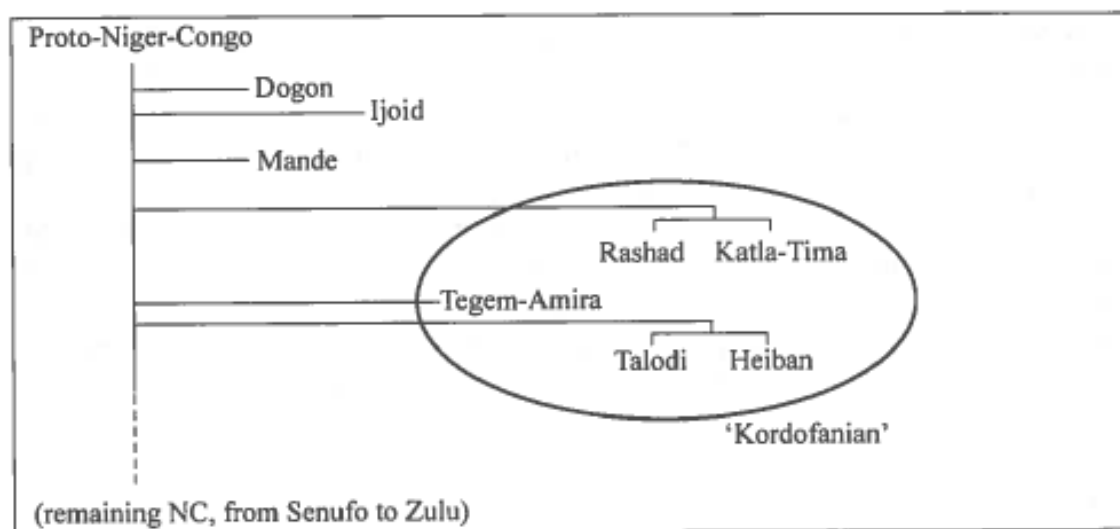 Proto-Niger-Congo
Dogon
Ijoid
Mande
Rashad Katla-Tima
Tegem-Amira
Talodi Heiban
‘Kordofanian’
(remaining NC, from Senufo to Zulu)